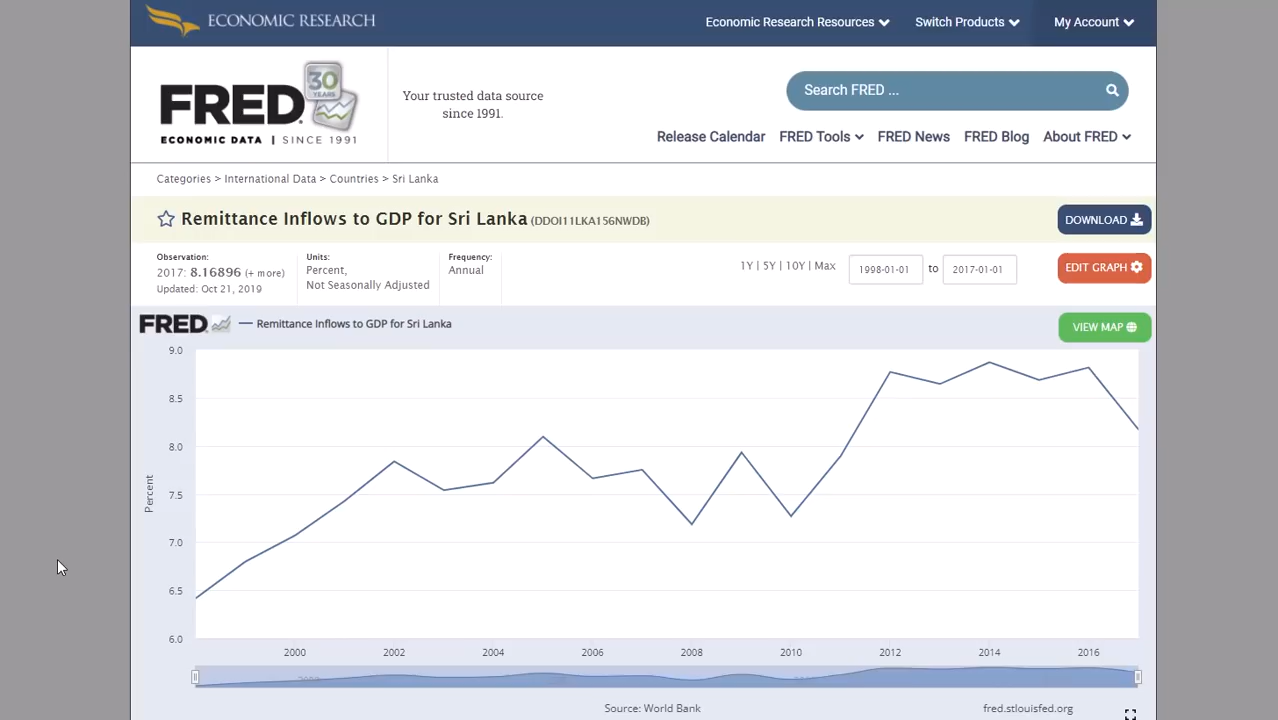 ECONOMIC RESEARCH
Economic Research Resources
Switch Products
My Account
30
YEARS
FRED
ECONOMIC DATA | SINCE 1991
Your trusted data source
since 1991.
Search FRED ...
Release Calendar
FRED Tools
FRED News
FRED Blog
About FRED
Categories > International Data > Countries > Sri Lanka
Remittance Inflows to GDP for Sri Lanka (DDOI11LKA156NWDB)
DOWNLOAD
Observation:
2017: 8.16896 (+ more)
Updated: Oct 21, 2019
Units:
Percent,
Not Seasonally Adjusted
Frequency:
Annual
1Y | 5Y | 10Y | Max
1998-01-01 to 2017-01-01
EDIT GRAPH
FRED
Remittance Inflows to GDP for Sri Lanka
VIEW MAP
9.0
8.5
8.0
7.5
7.0
6.5
6.0
Percent
2000 2002 2004 2006 2008 2010 2012 2014 2016
Source: World Bank
fred.stlouisfed.org